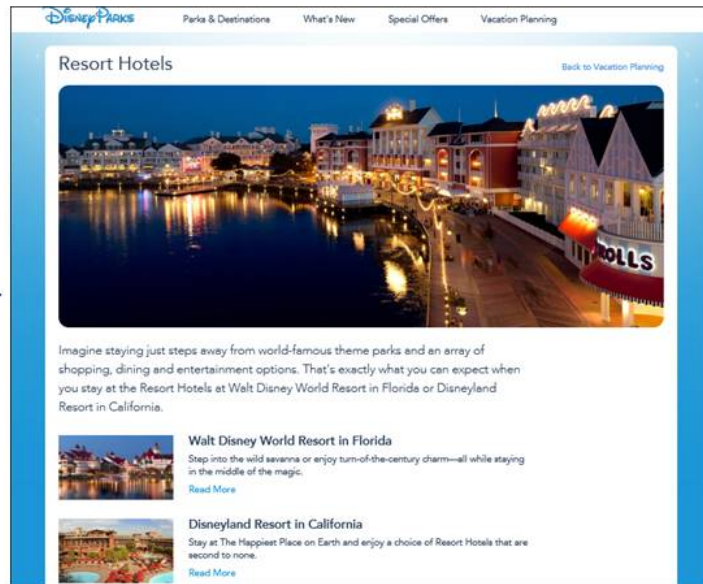 Disney Parks
Parks & Destinations
What's New
Special Offers
Vacation Planning
Resort Hotels
Back to Vacation Planning
ROLLS
Imagine staying just steps away from world-famous theme parks and an array of
shopping, dining and entertainment options. That's exactly what you can expect when
you stay at the Resort Hotels at Walt Disney World Resort in Florida or Disneyland
Resort in California.
Walt Disney World Resort in Florida
Step into the wild savanna or enjoy turn-of-the-century charm—all while staying
in the middle of the magic.
Read More
Disneyland Resort in California
Stay at The Happiest Place on Earth and enjoy a choice of Resort Hotels that are
second to none.
Read More